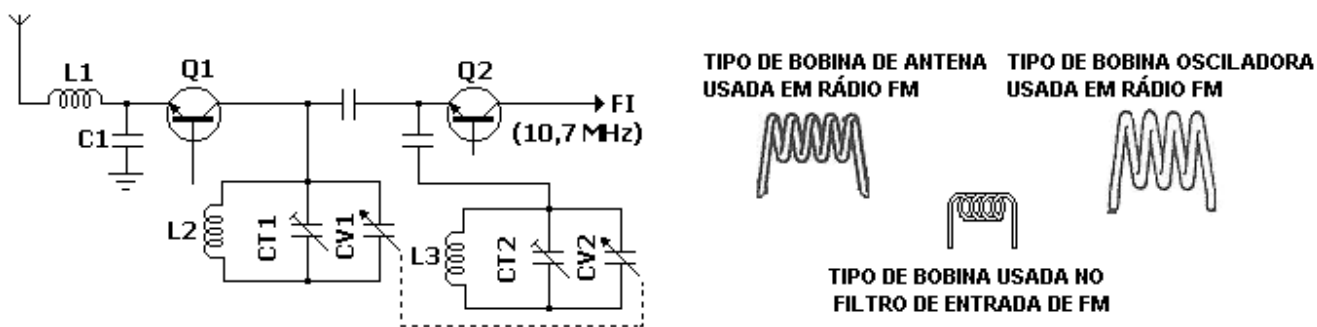 L1
Q1
Q2
C1
FI
(10,7 MHz)
L2
CT1
CV1
L3
CT2
CV2
TIPO DE BOBINA DE ANTENA
USADA EM RÁDIO FM
TIPO DE BOBINA OSCILADORA
USADA EM RÁDIO FM
TIPO DE BOBINA USADA NO
FILTRO DE ENTRADA DE FM